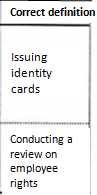 Correct definition
Issuing
identity
cards
Conducting a
review on
employee
rights